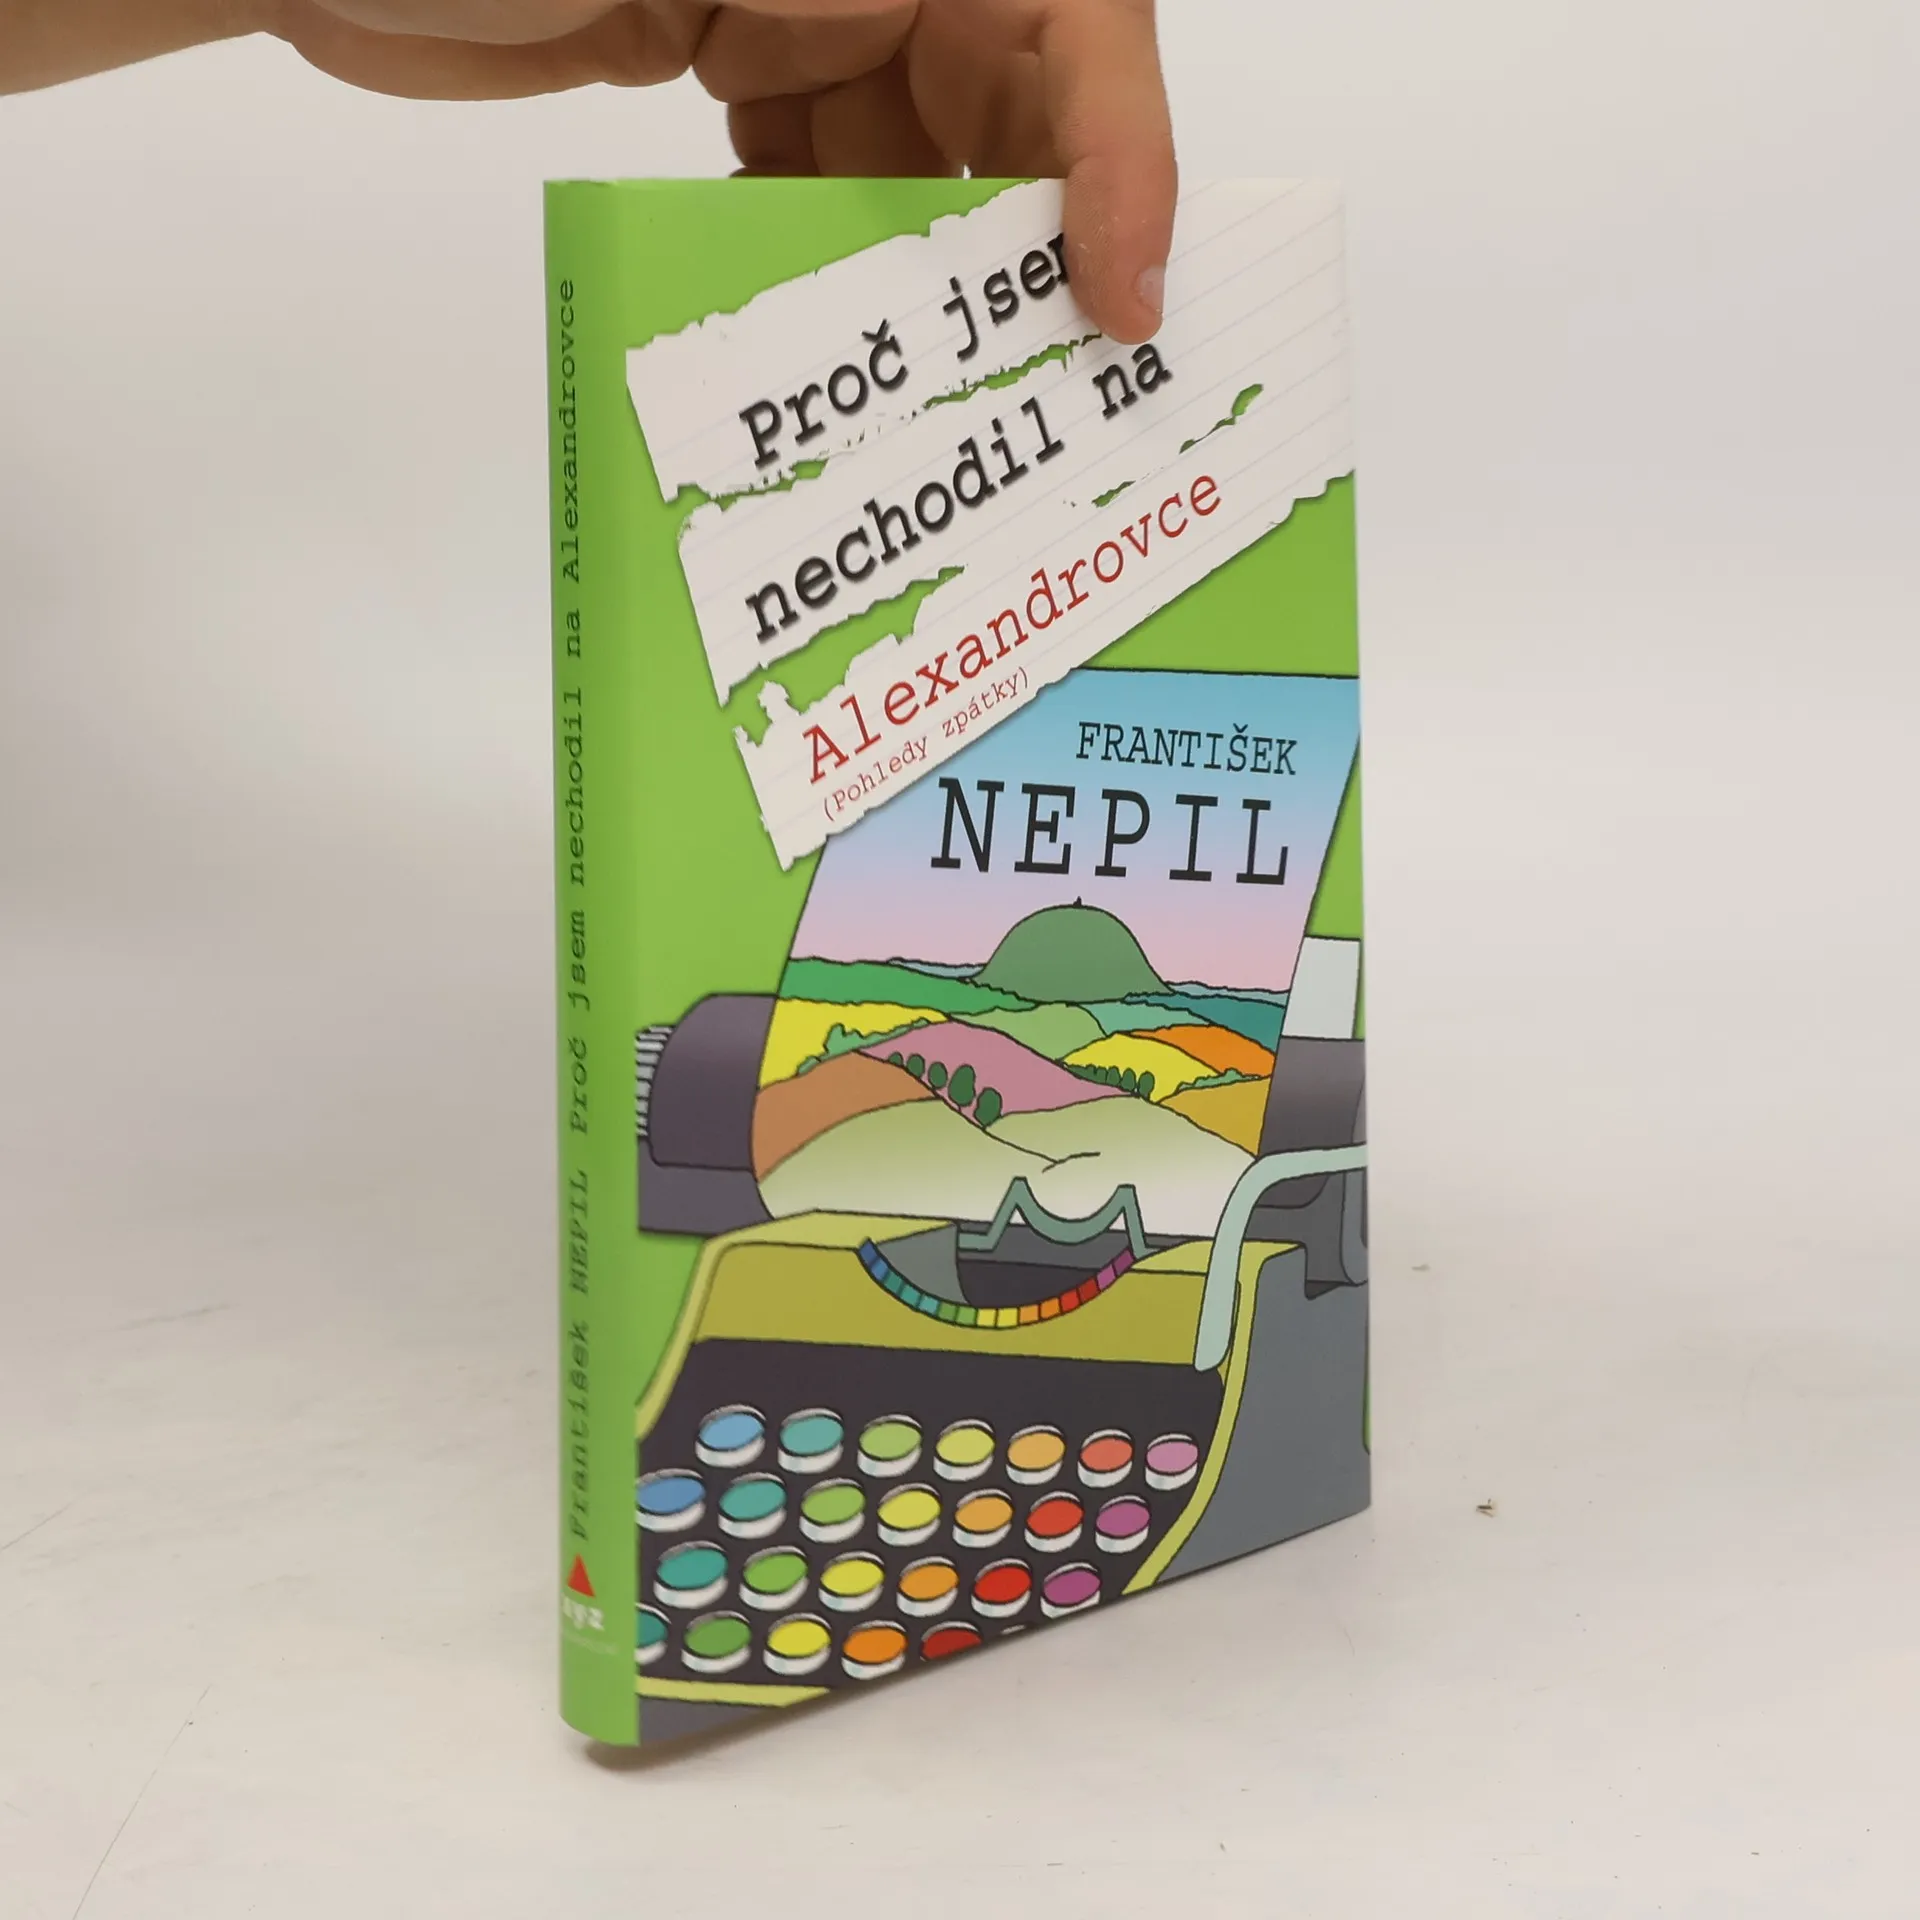 Proč jsem
nechodil na
Alexandrovce
(Pohledy zpátky)
FRANTIŠEK
NEPIL
František NEPIL Proč jsem nechodil na Alexandrovce
xyz